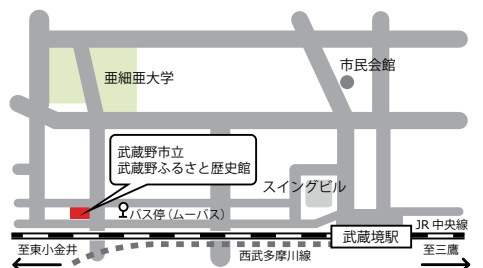 市民会館
亜細亜大学
武蔵野市立
武蔵野ふるさと歴史館
スイングビル
バス停 (ムーバス)
JR 中央線
武蔵境駅
至東小金井
西武多摩川線
至三鷹